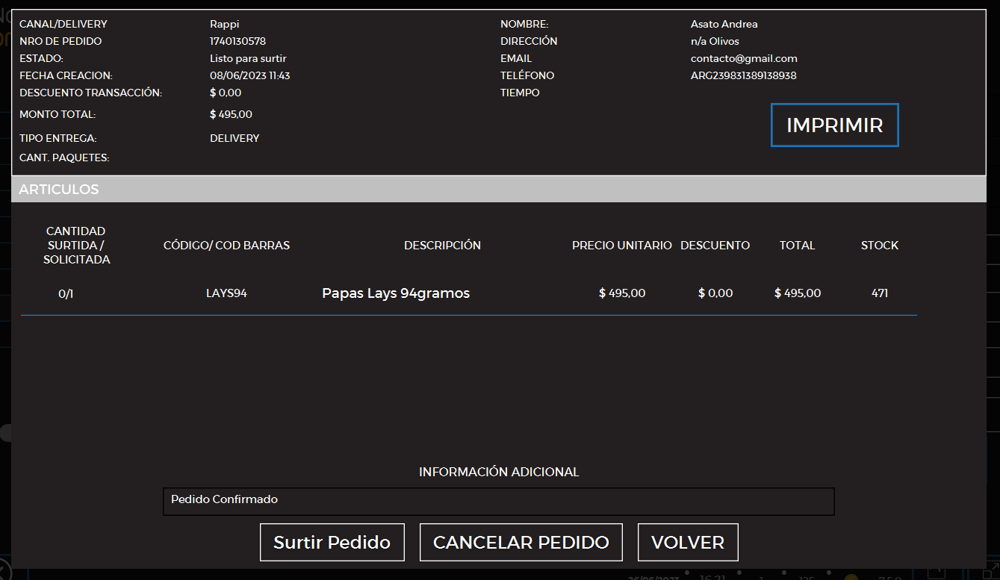 CANAL/DELIVERY Rappi NOMBRE: Asato Andrea
NRO DE PEDIDO 1740130578 DIRECCIÓN n/a Olivos
ESTADO: Listo para surtir EMAIL contacto@gmail.com
FECHA CREACION: 08/06/2023 11:43 TELÉFONO ARG239831389138938
DESCUENTO TRANSACCIÓN: $ 0,00 TIEMPO
MONTO TOTAL: $ 495,00
IMPRIMIR
TIPO ENTREGA: DELIVERY
CANT. PAQUETES:
ARTICULOS
CANTIDAD
SURTIDA / CÓDIGO/ COD BARRAS DESCRIPCIÓN PRECIO UNITARIO DESCUENTO TOTAL STOCK
SOLICITADA
0/1 LAYS94 Papas Lays 94gramos $ 495,00 $ 0,00 $ 495,00 471
INFORMACIÓN ADICIONAL
Pedido Confirmado
Surtir Pedido CANCELAR PEDIDO VOLVER